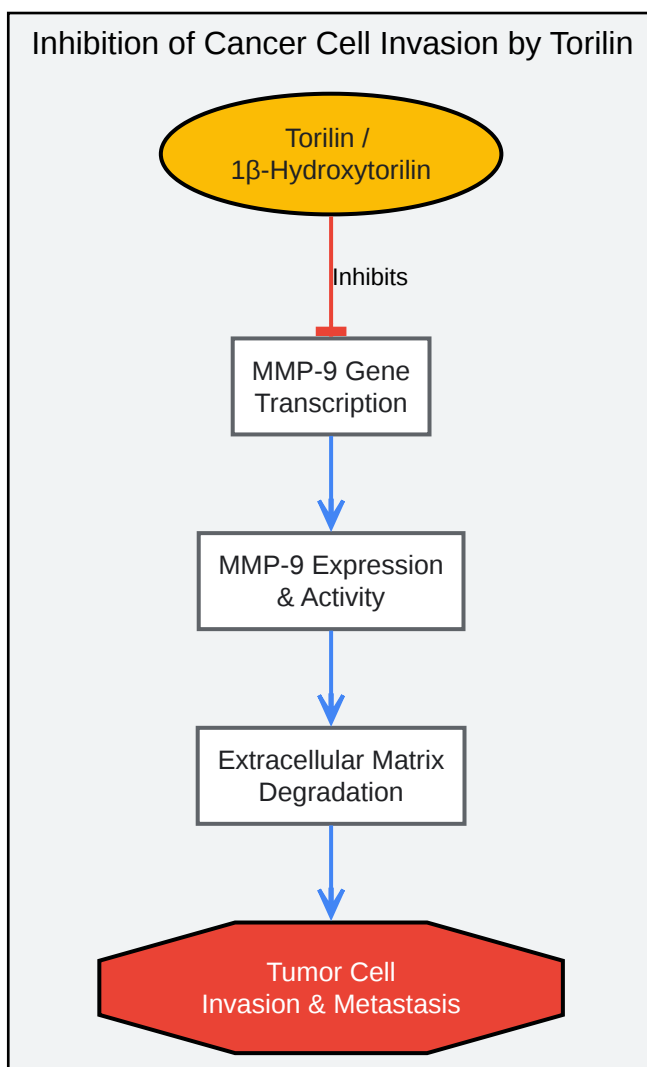 Inhibition of Cancer Cell Invasion by Torilin
Torilin /
1β-Hydroxytorilin
Inhibits
MMP-9 Gene
Transcription
MMP-9 Expression
& Activity
Extracellular Matrix
Degradation
Tumor Cell
Invasion & Metastasis